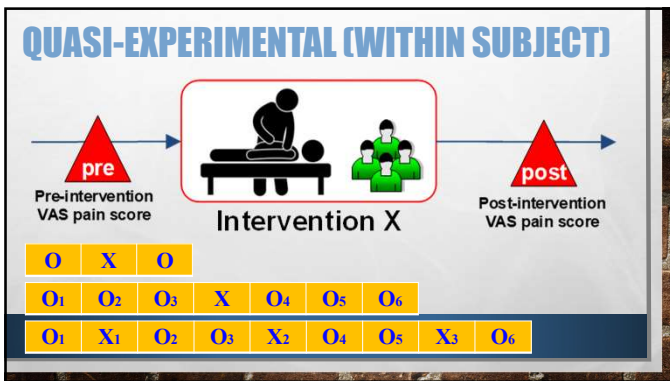 QUASI-EXPERIMENTAL (WITHIN SUBJECT)
pre
post
Pre-intervention
VAS pain score
Intervention X
Post-intervention
VAS pain score
O X O
O1 O2 O3 X O4 O5 O6
O1 X1 O2 O3 X2 O4 O5 X3 O6